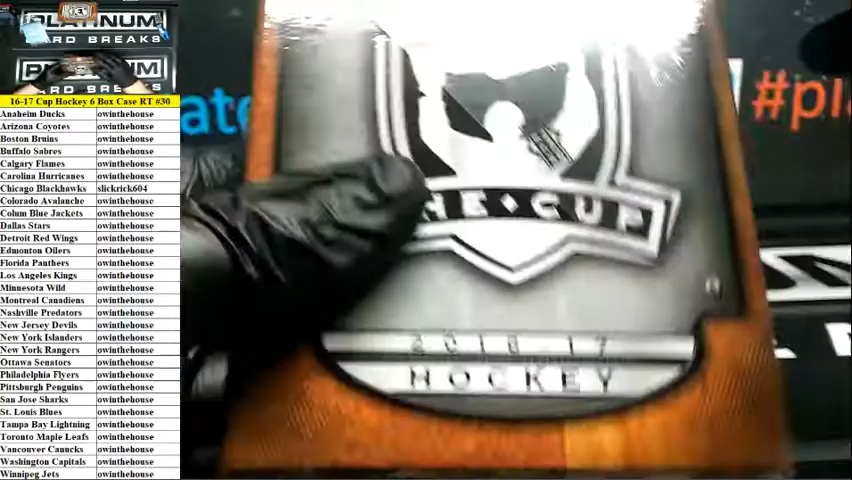 PLATINUM
ARD BREAKS
ARD BREAKS
16-17 Cup Hockey 6 Box Case RT #30
Anaheim Ducks owinthehouse
Arizona Coyotes owinthehouse
Boston Bruins owinthehouse
Buffalo Sabres owinthehouse
Calgary Flames owinthehouse
Carolina Hurricanes owinthehouse
Chicago Blackhawks slickrick604
Colorado Avalanche owinthehouse
Colum Blue Jackets owinthehouse
Dallas Stars owinthehouse
Detroit Red Wings owinthehouse
Edmonton Oilers owinthehouse
Florida Panthers owinthehouse
Los Angeles Kings owinthehouse
Minnesota Wild owinthehouse
Montreal Canadiens owinthehouse
Nashville Predators owinthehouse
New Jersey Devils owinthehouse
New York Islanders owinthehouse
New York Rangers owinthehouse
Ottawa Senators owinthehouse
Philadelphia Flyers owinthehouse
Pittsburgh Penguins owinthehouse
San Jose Sharks owinthehouse
St. Louis Blues owinthehouse
Tampa Bay Lightning owinthehouse
Toronto Maple Leafs owinthehouse
Vancouver Canucks owinthehouse
Washington Capitals owinthehouse
Winnipeg Jets owinthehouse
#pla
HE CUP
2016-17
HOCKEY